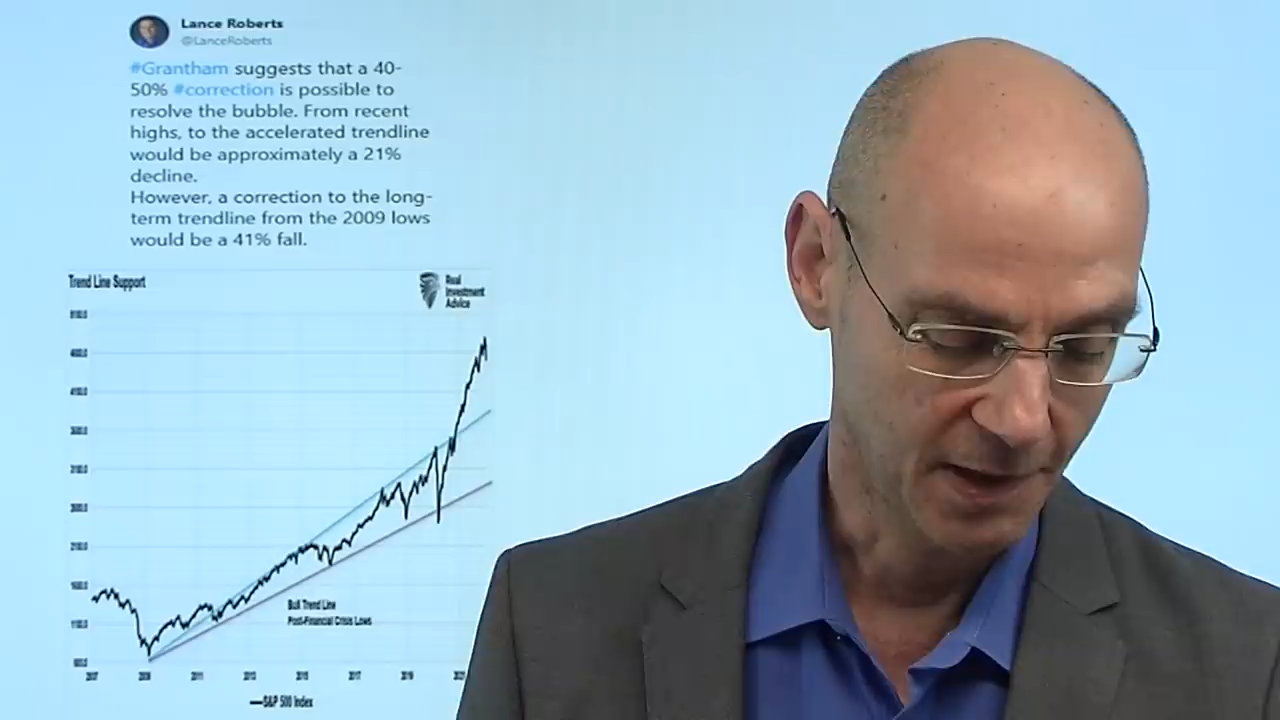 Lance Roberts
@LanceRoberts
#Grantham suggests that a 40-
50% #correction is possible to
resolve the bubble. From recent
highs, to the accelerated trendline
would be approximately a 21%
decline.
However, a correction to the long-
term trendline from the 2009 lows
would be a 41% fall.
Trend Line Support
Real
Investment
Advice
Bull Trend Line
Post-Financial Crisis Lows
2007 2009 2011 2013 2015 2017 2019
S&P 500 Index